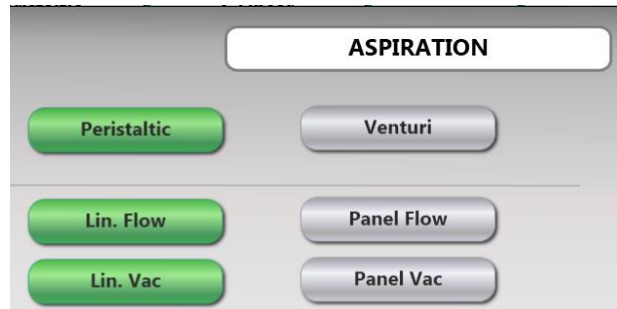 ASPIRATION
Peristaltic Venturi
Lin. Flow Panel Flow
Lin. Vac Panel Vac